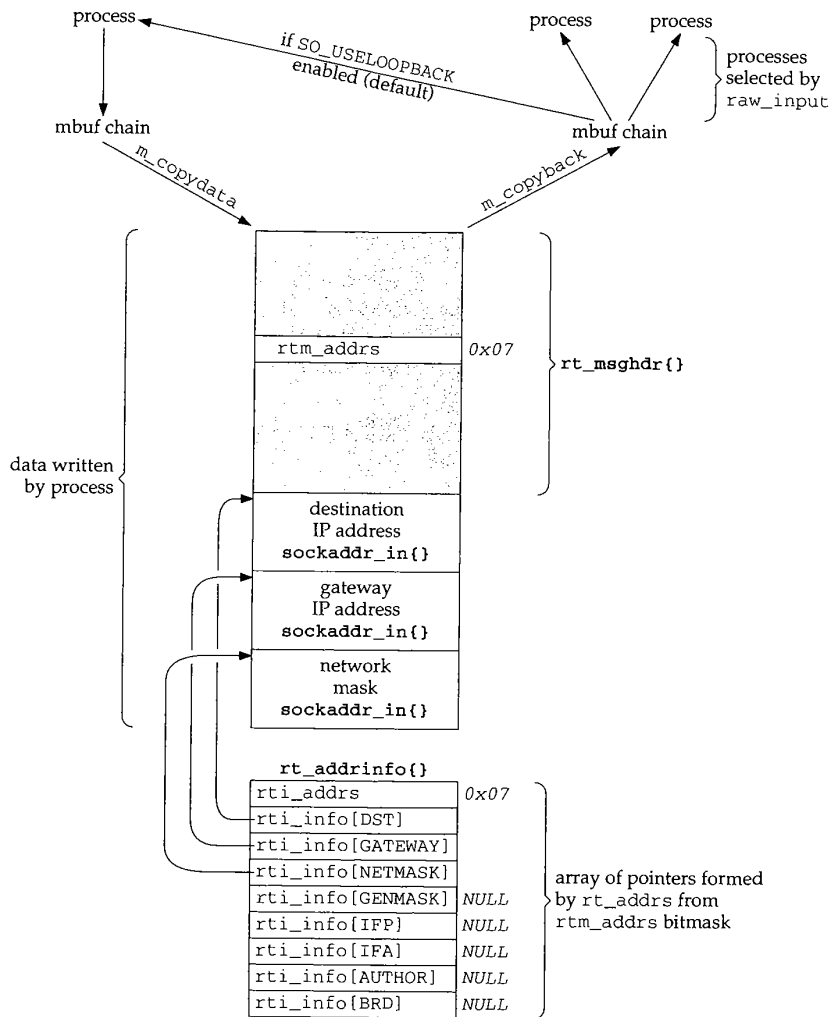 process
process
process
if SO_USELOOPBACK
enabled (default)
processes
selected by
raw_input
mbuf chain
mbuf chain
m_copydata
m_copyback
rtm_addrs
0x07
rt_msghdr{}
data written
by process
destination
IP address
sockaddr_in{}
gateway
IP address
sockaddr_in{}
network
mask
sockaddr_in{}
rt_addrinfo{}
rti_addrs
0x07
rti_info[DST]
rti_info[GATEWAY]
rti_info[NETMASK]
rti_info[GENMASK]
NULL
rti_info[IFP]
NULL
rti_info[IFA]
NULL
rti_info[AUTHOR]
NULL
rti_info[BRD]
NULL
array of pointers formed
by rt_addrs from
rtm_addrs bitmask